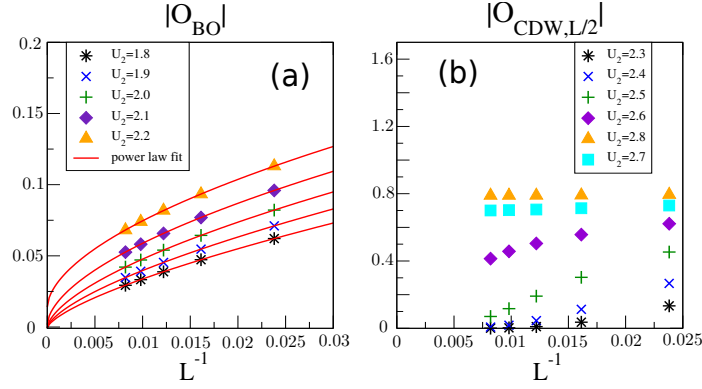 |O_BO|
0.2
0.15
0.1
0.05
0
U_2=1.8
U_2=1.9
U_2=2.0
U_2=2.1
U_2=2.2
power law fit
(a)
0 0.005 0.01 0.015 0.02 0.025 0.03
L^-1
|O_CDW,L/2|
1.6
1.2
0.8
0.4
0
(b)
U_2=2.3
U_2=2.4
U_2=2.5
U_2=2.6
U_2=2.8
U_2=2.7
0 0.005 0.01 0.015 0.02 0.025
L^-1